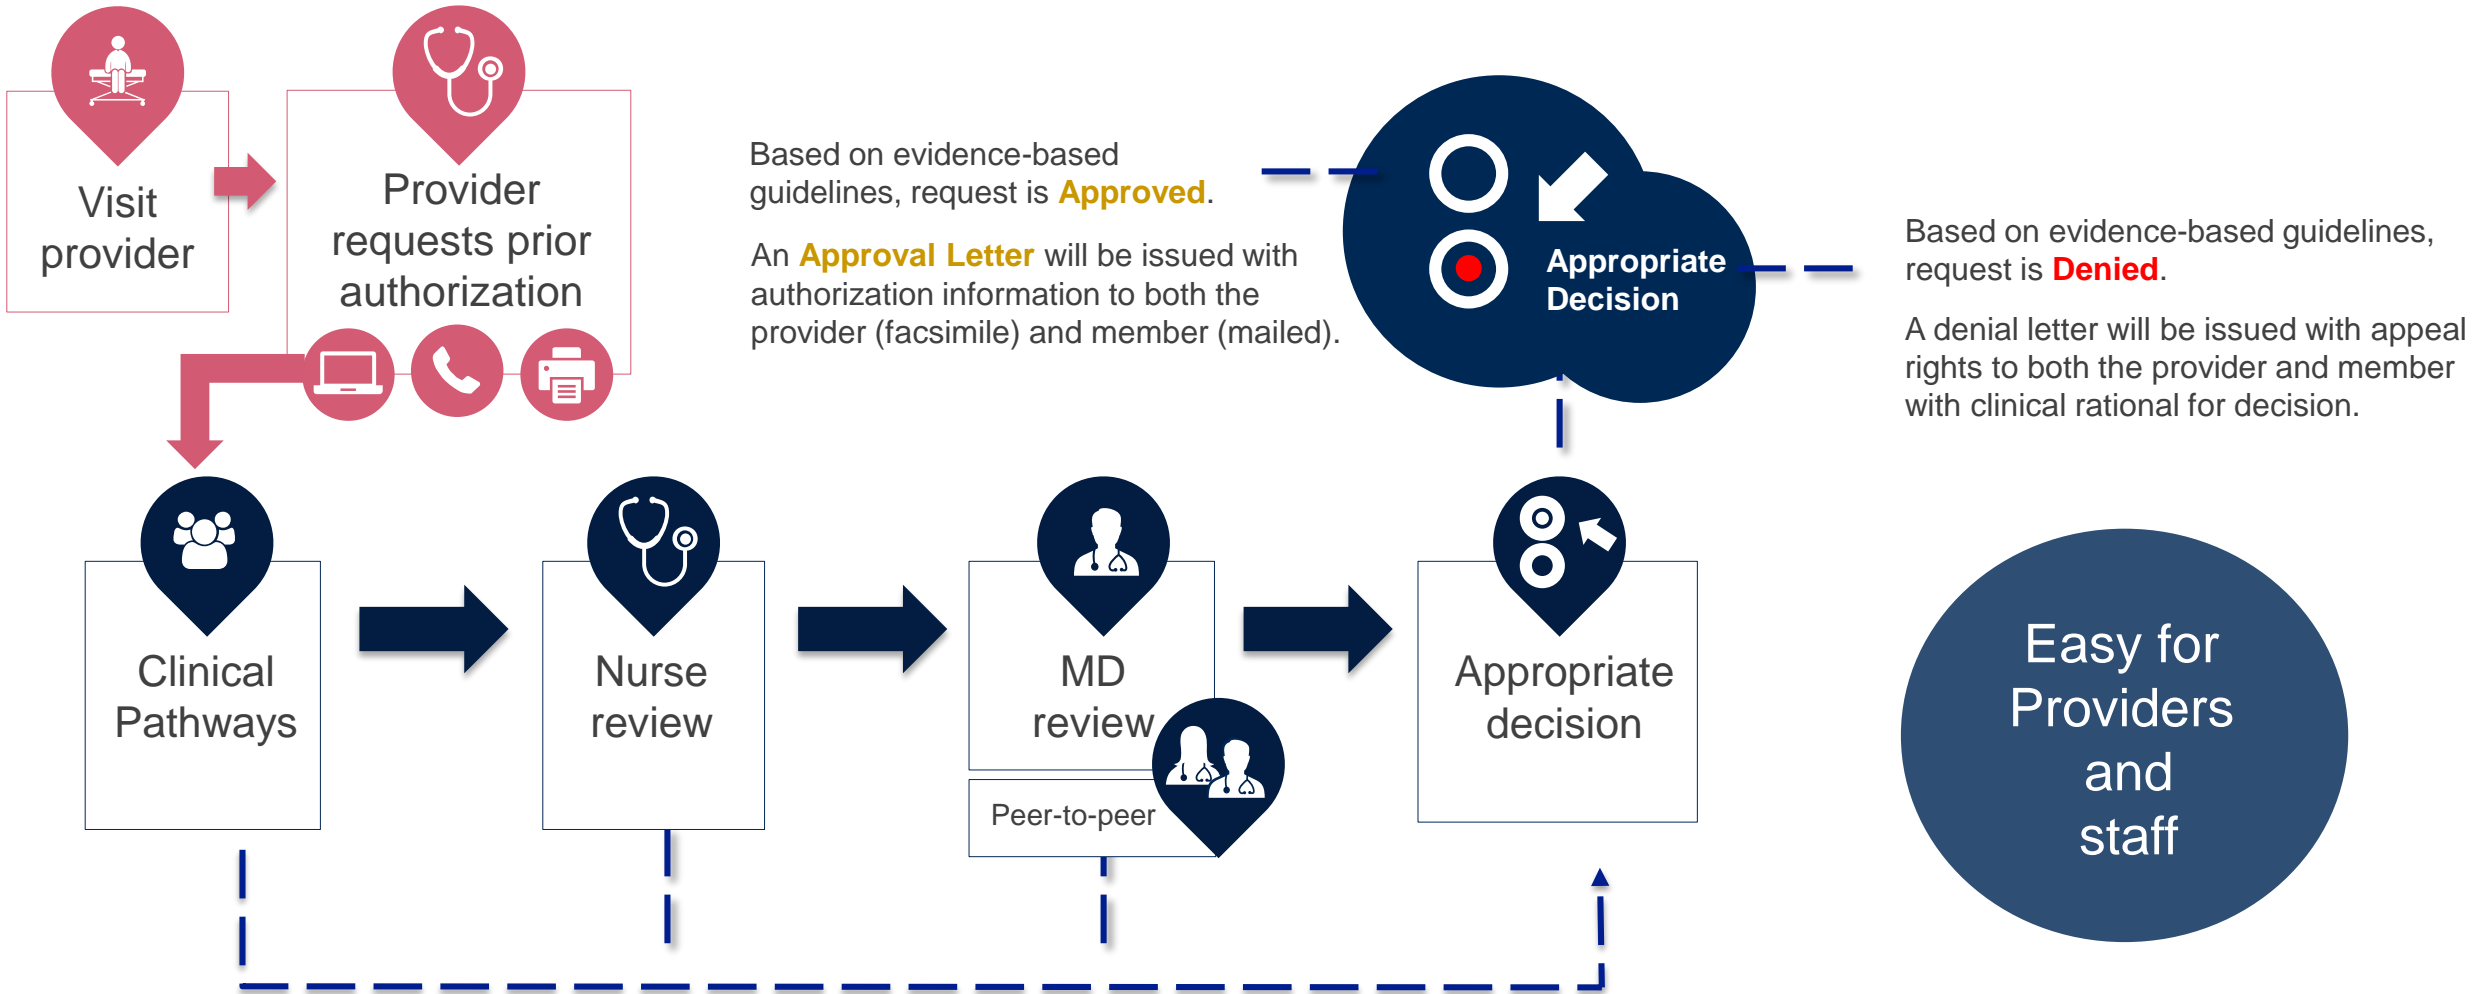 Visit
provider
Provider
requests prior
authorization
Based on evidence-based
guidelines, request is Approved.
An Approval Letter will be issued with
authorization information to both the
provider (facsimile) and member (mailed).
Appropriate
Decision
Based on evidence-based guidelines,
request is Denied.
A denial letter will be issued with appeal
rights to both the provider and member
with clinical rational for decision.
Clinical
Pathways
Nurse
review
MD
review
Peer-to-peer
Appropriate
decision
Easy for
Providers
and
staff